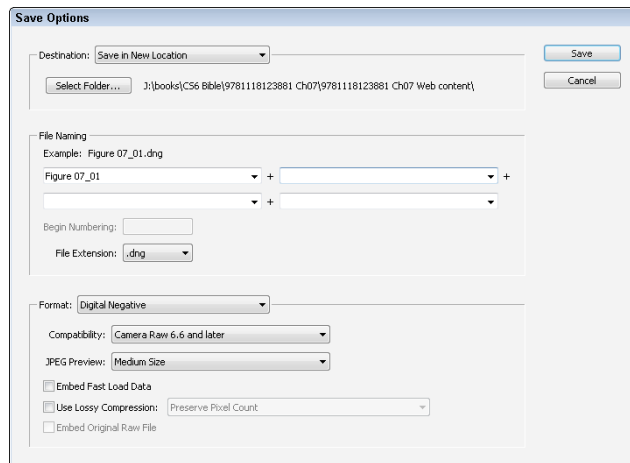 Save Options
Destination: Save in New Location
Save
Select Folder... J:\books\CS6 Bible\9781118123881 Ch07\9781118123881 Ch07 Web content\
Cancel
File Naming
Example: Figure 07_01.dng
Figure 07_01 + +
+
Begin Numbering:
File Extension: .dng
Format: Digital Negative
Compatibility: Camera Raw 6.6 and later
JPEG Preview: Medium Size
Embed Fast Load Data
Use Lossy Compression: Preserve Pixel Count
Embed Original Raw File